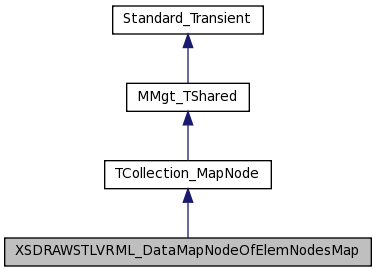 Standard_Transient
MMgt_TShared
TCollection_MapNode
XSDRAWSTLVRML_DataMapNodeOfElemNodesMap